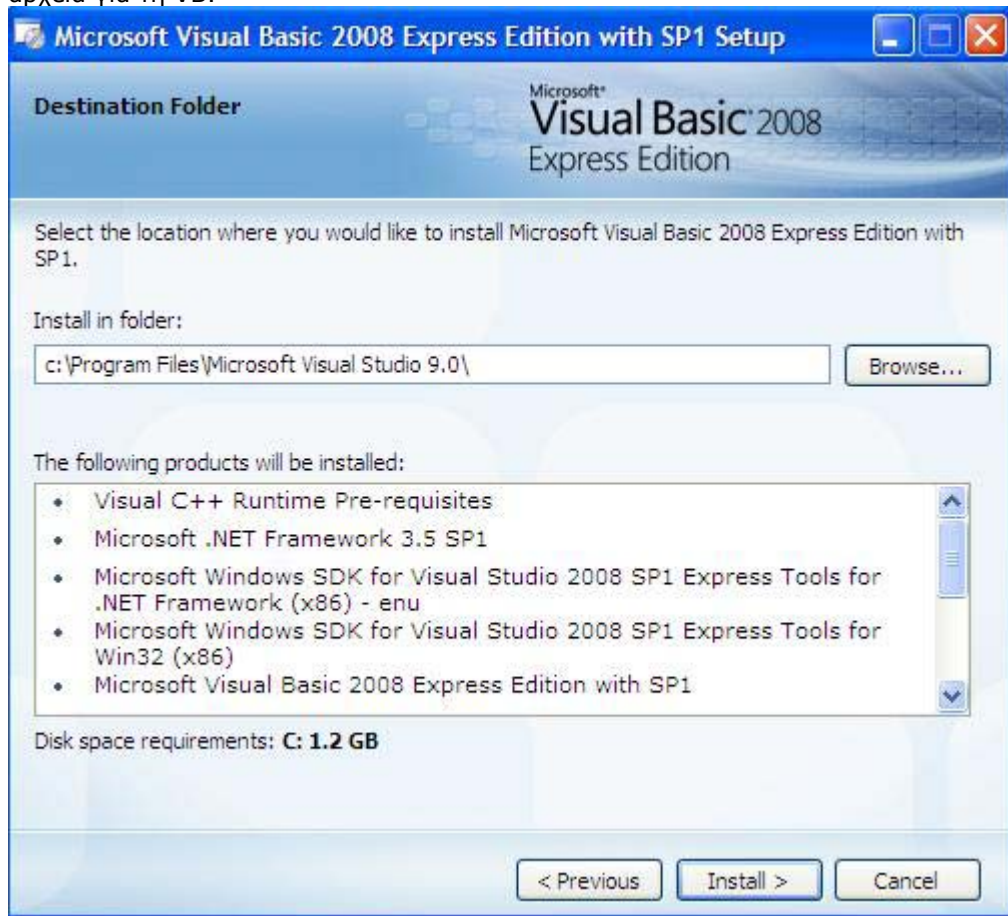 αρχεία για τη VB.
Microsoft Visual Basic 2008 Express Edition with SP1 Setup
Destination Folder
Microsoft®
Visual Basic® 2008
Express Edition
Select the location where you would like to install Microsoft Visual Basic 2008 Express Edition with
SP1.
Install in folder:
c:\Program Files\Microsoft Visual Studio 9.0\
Browse...
The following products will be installed:
• Visual C++ Runtime Pre-requisites
• Microsoft .NET Framework 3.5 SP1
• Microsoft Windows SDK for Visual Studio 2008 SP1 Express Tools for
.NET Framework (x86) - enu
• Microsoft Windows SDK for Visual Studio 2008 SP1 Express Tools for
Win32 (x86)
• Microsoft Visual Basic 2008 Express Edition with SP1
Disk space requirements: C: 1.2 GB
< Previous
Install >
Cancel